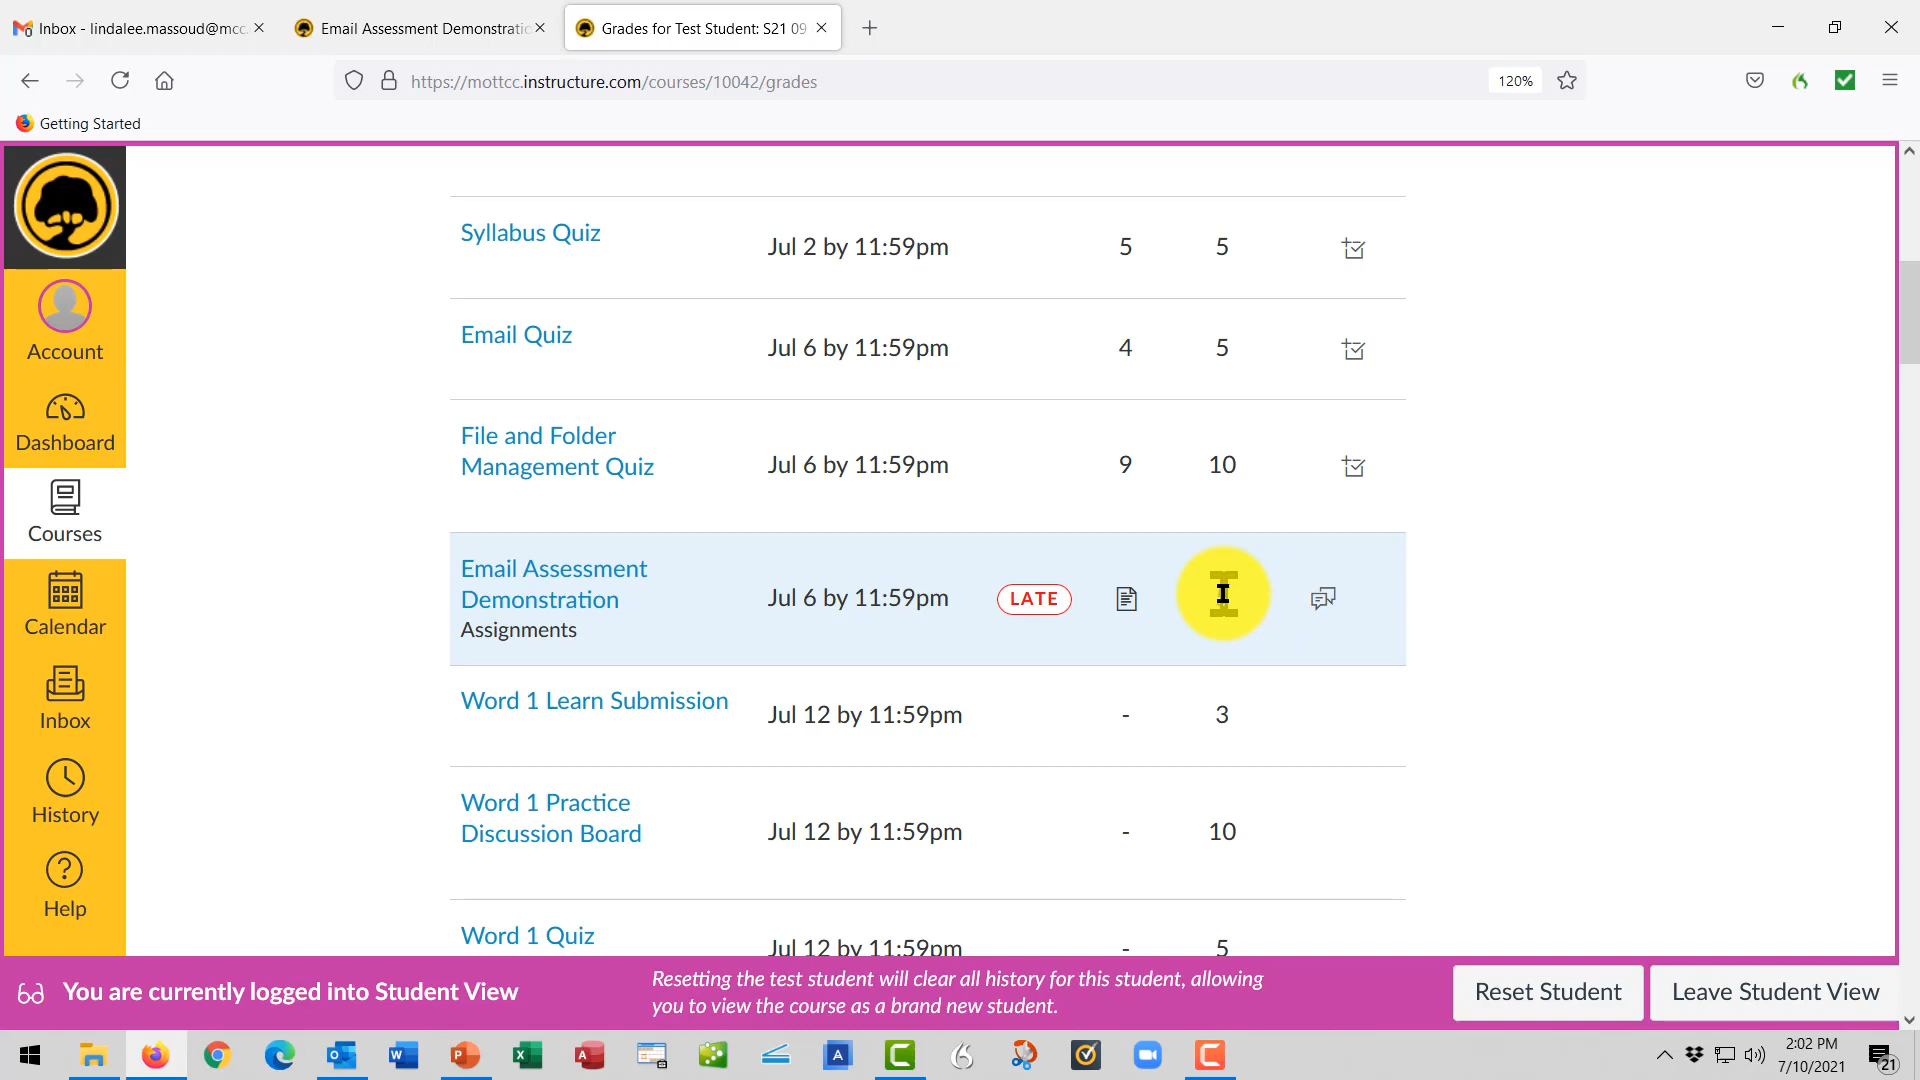 Inbox - lindalee.massoud@mcc.
Email Assessment Demonstratio
Grades for Test Student: S21 09
https://mottcc.instructure.com/courses/10042/grades
120%
Getting Started
Account
Dashboard
Courses
Calendar
Inbox
History
Help
Syllabus Quiz
Jul 2 by 11:59pm
5
5
Email Quiz
Jul 6 by 11:59pm
4
5
File and Folder
Management Quiz
Jul 6 by 11:59pm
9
10
Email Assessment
Demonstration
Assignments
Jul 6 by 11:59pm
LATE
Word 1 Learn Submission
Jul 12 by 11:59pm
-
3
Word 1 Practice
Discussion Board
Jul 12 by 11:59pm
-
10
Word 1 Quiz
Jul 12 by 11:59pm
-
5
You are currently logged into Student View
Resetting the test student will clear all history for this student, allowing
you to view the course as a brand new student.
Reset Student
Leave Student View
2:02 PM
7/10/2021
21